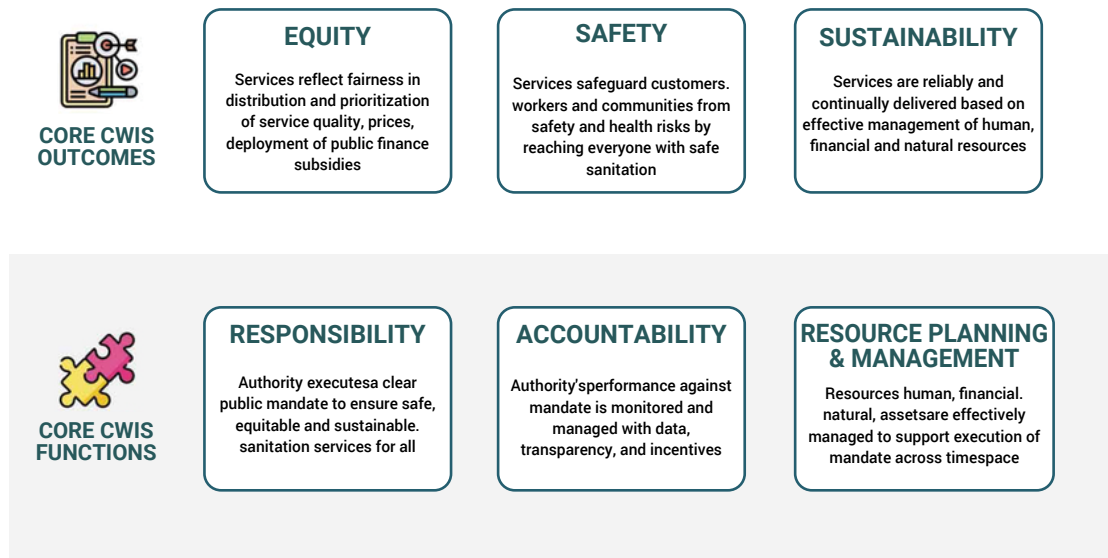 CORE CWIS
OUTCOMES
EQUITY
Services reflect fairness in
distribution and prioritization
of service quality, prices,
deployment of public finance
subsidies
SAFETY
Services safeguard customers.
workers and communities from
safety and health risks by
reaching everyone with safe
sanitation
SUSTAINABILITY
Services are reliably and
continually delivered based on
effective management of human,
financial and natural resources
CORE CWIS
FUNCTIONS
RESPONSIBILITY
Authority executesa clear
public mandate to ensure safe,
equitable and sustainable.
sanitation services for all
ACCOUNTABILITY
Authority'sperformance against
mandate is monitored and
managed with data,
transparency, and incentives
RESOURCE PLANNING
& MANAGEMENT
Resources human, financial.
natural, assetsare effectively
managed to support execution of
mandate across timespace